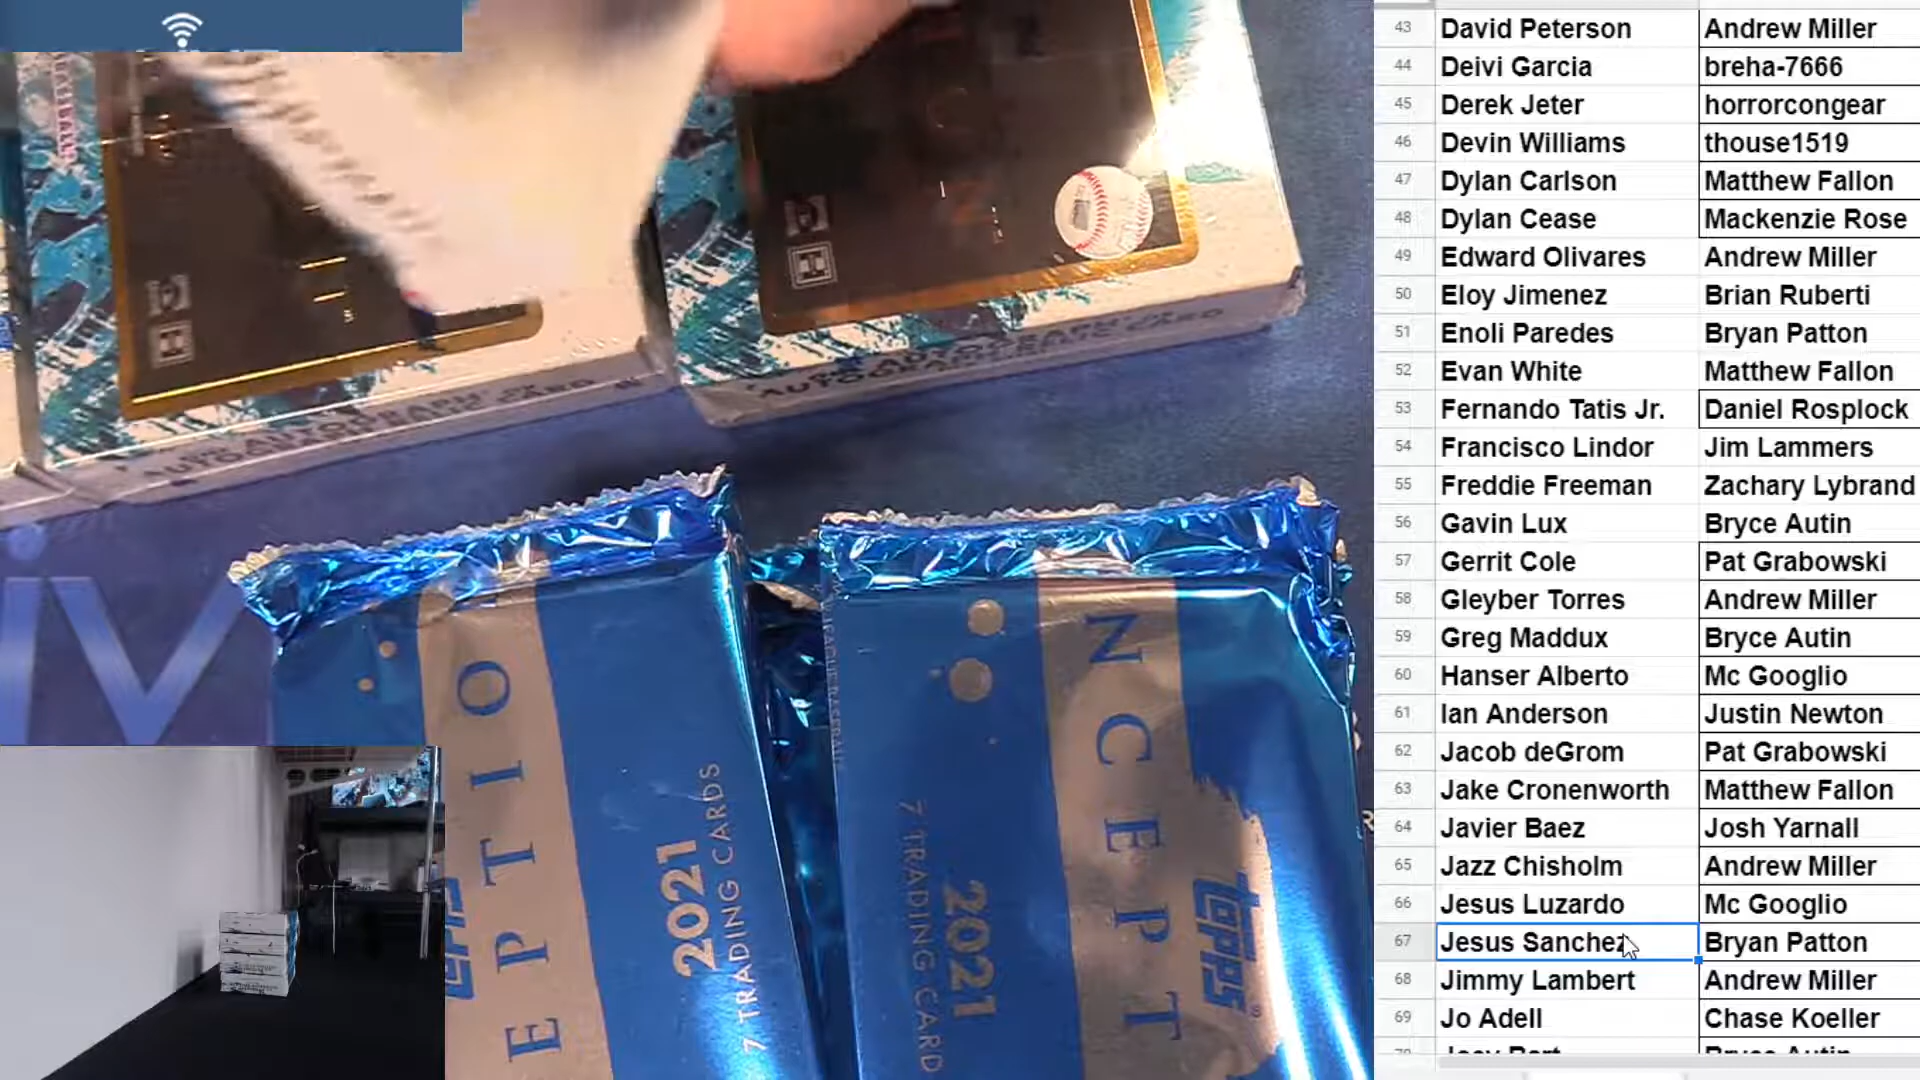 AUTOGRAPH CARD
AUTOGRAPH CARD
iV
EPTIO
2021
7 TRADING CARDS
NCEPT
2021
7 TRADING CARD
topps
43 David Peterson Andrew Miller
44 Deivi Garcia breha-7666
45 Derek Jeter horrorcongear
46 Devin Williams thouse1519
47 Dylan Carlson Matthew Fallon
48 Dylan Cease Mackenzie Rose
49 Edward Olivares Andrew Miller
50 Eloy Jimenez Brian Ruberti
51 Enoli Paredes Bryan Patton
52 Evan White Matthew Fallon
53 Fernando Tatis Jr. Daniel Rosplock
54 Francisco Lindor Jim Lammers
55 Freddie Freeman Zachary Lybrand
56 Gavin Lux Bryce Autin
57 Gerrit Cole Pat Grabowski
58 Gleyber Torres Andrew Miller
59 Greg Maddux Bryce Autin
60 Hanser Alberto Mc Googlio
61 Ian Anderson Justin Newton
62 Jacob deGrom Pat Grabowski
63 Jake Cronenworth Matthew Fallon
64 Javier Baez Josh Yarnall
65 Jazz Chisholm Andrew Miller
66 Jesus Luzardo Mc Googlio
67 Jesus Sanchez Bryan Patton
68 Jimmy Lambert Andrew Miller
69 Jo Adell Chase Koeller